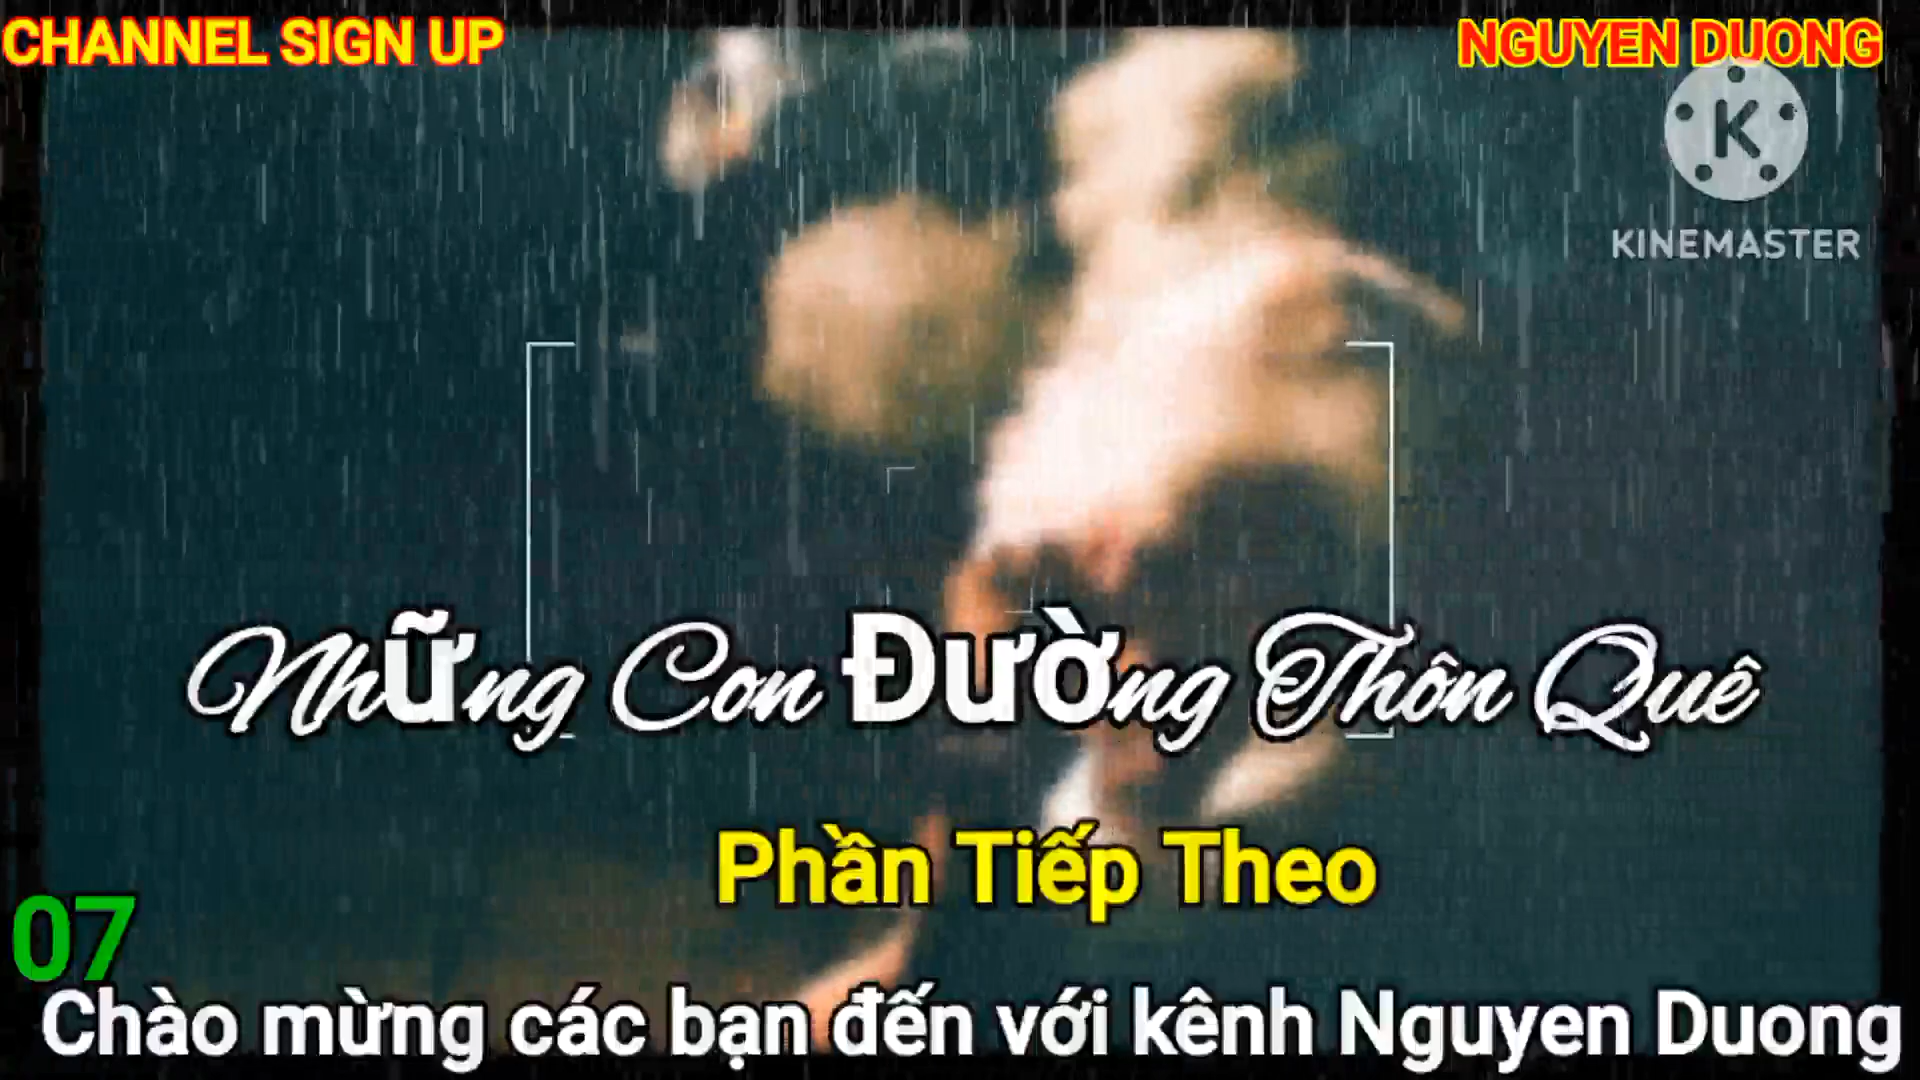 CHANNEL SIGN UP
NGUYEN DUONG
K
KINEMASTER
Những Con Đường Thôn Quê
Phần Tiếp Theo
07
Chào mừng các bạn đến với kênh Nguyen Duong